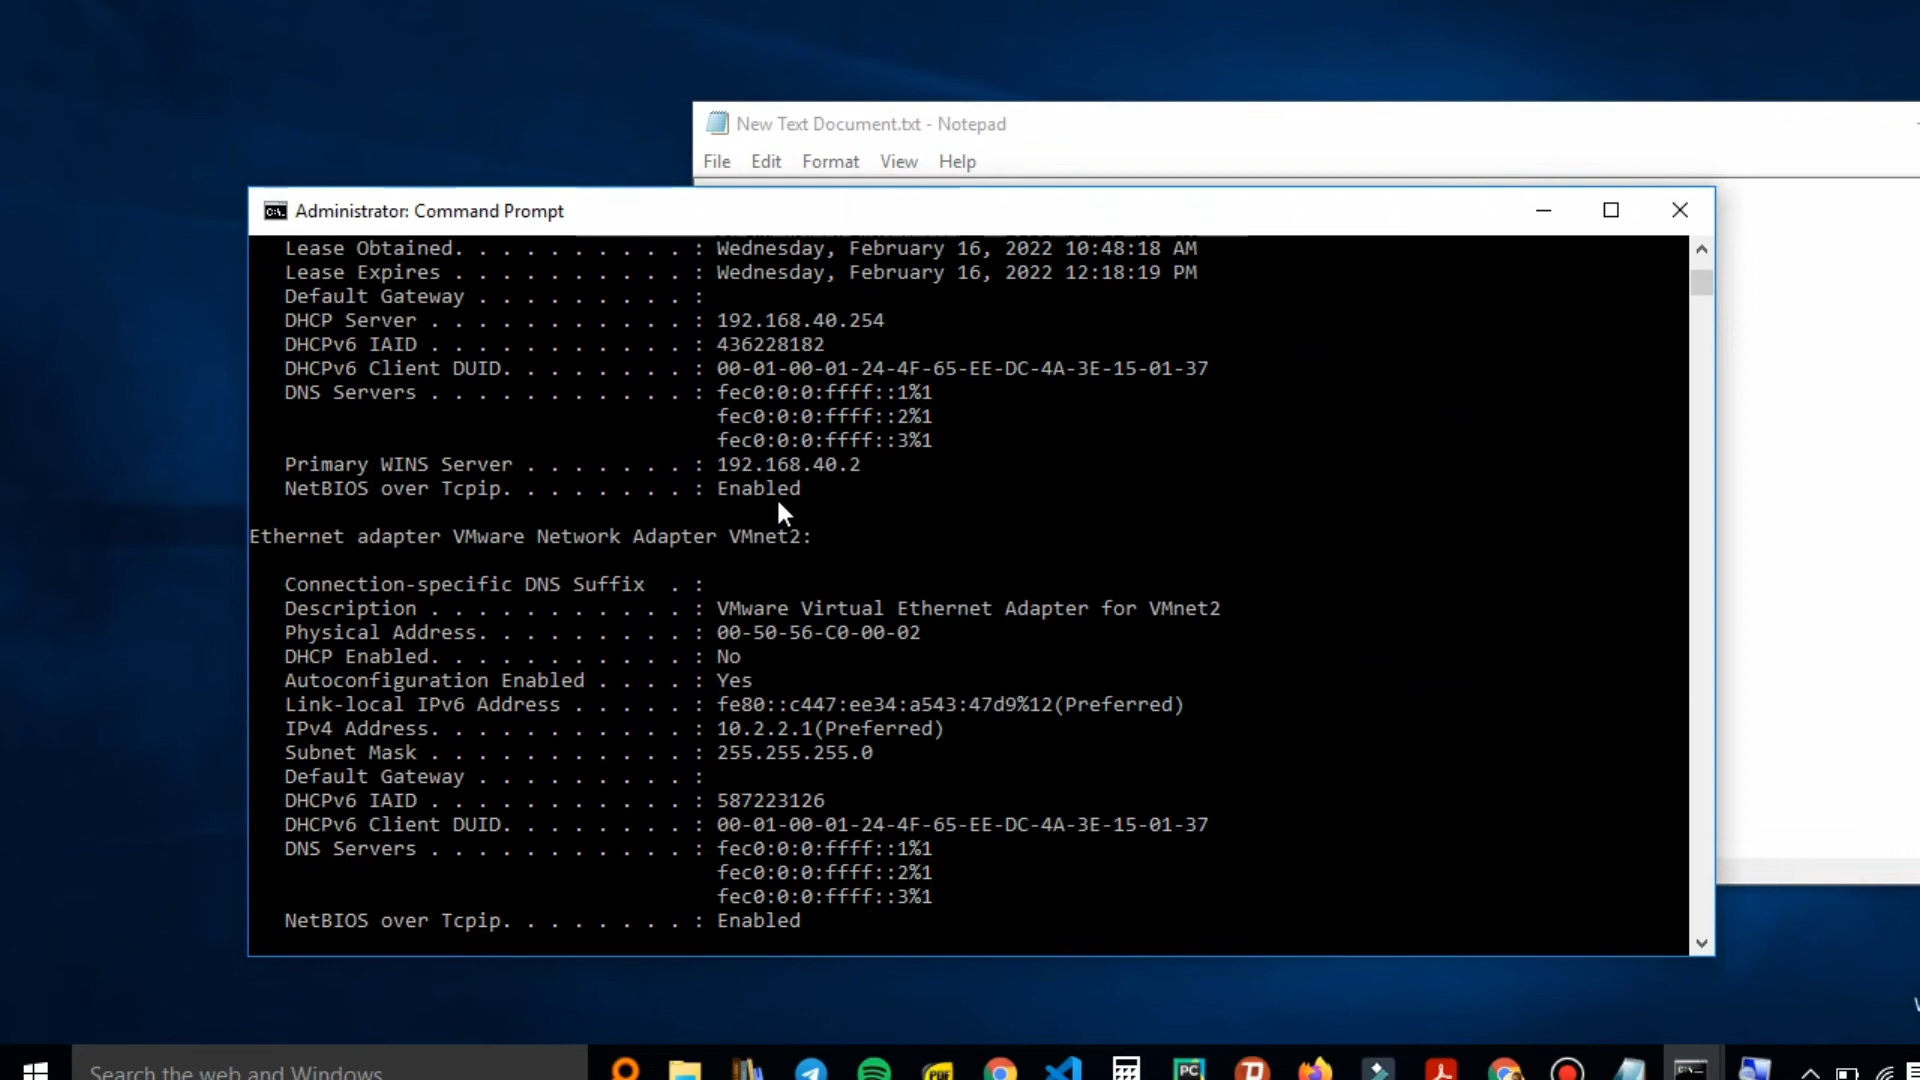 New Text Document.txt - Notepad
File Edit Format View Help
Administrator: Command Prompt
Lease Obtained. . . . . . . . . . : Wednesday, February 16, 2022 10:48:18 AM
Lease Expires . . . . . . . . . . : Wednesday, February 16, 2022 12:18:19 PM
Default Gateway . . . . . . . . . :
DHCP Server . . . . . . . . . . . : 192.168.40.254
DHCPv6 IAID . . . . . . . . . . . : 436228182
DHCPv6 Client DUID. . . . . . . . : 00-01-00-01-24-4F-65-EE-DC-4A-3E-15-01-37
DNS Servers . . . . . . . . . . . : fec0:0:0:ffff::1%1
fec0:0:0:ffff::2%1
fec0:0:0:ffff::3%1
Primary WINS Server . . . . . . . : 192.168.40.2
NetBIOS over Tcpip. . . . . . . . : Enabled
Ethernet adapter VMware Network Adapter VMnet2:
Connection-specific DNS Suffix . :
Description . . . . . . . . . . . : VMware Virtual Ethernet Adapter for VMnet2
Physical Address. . . . . . . . . : 00-50-56-C0-00-02
DHCP Enabled. . . . . . . . . . . : No
Autoconfiguration Enabled . . . . : Yes
Link-local IPv6 Address . . . . . : fe80::c447:ee34:a543:47d9%12(Preferred)
IPv4 Address. . . . . . . . . . . : 10.2.2.1(Preferred)
Subnet Mask . . . . . . . . . . . : 255.255.255.0
Default Gateway . . . . . . . . . :
DHCPv6 IAID . . . . . . . . . . . : 587223126
DHCPv6 Client DUID. . . . . . . . : 00-01-00-01-24-4F-65-EE-DC-4A-3E-15-01-37
DNS Servers . . . . . . . . . . . : fec0:0:0:ffff::1%1
fec0:0:0:ffff::2%1
fec0:0:0:ffff::3%1
NetBIOS over Tcpip. . . . . . . . : Enabled
Search the web and Windows
PDF
PC